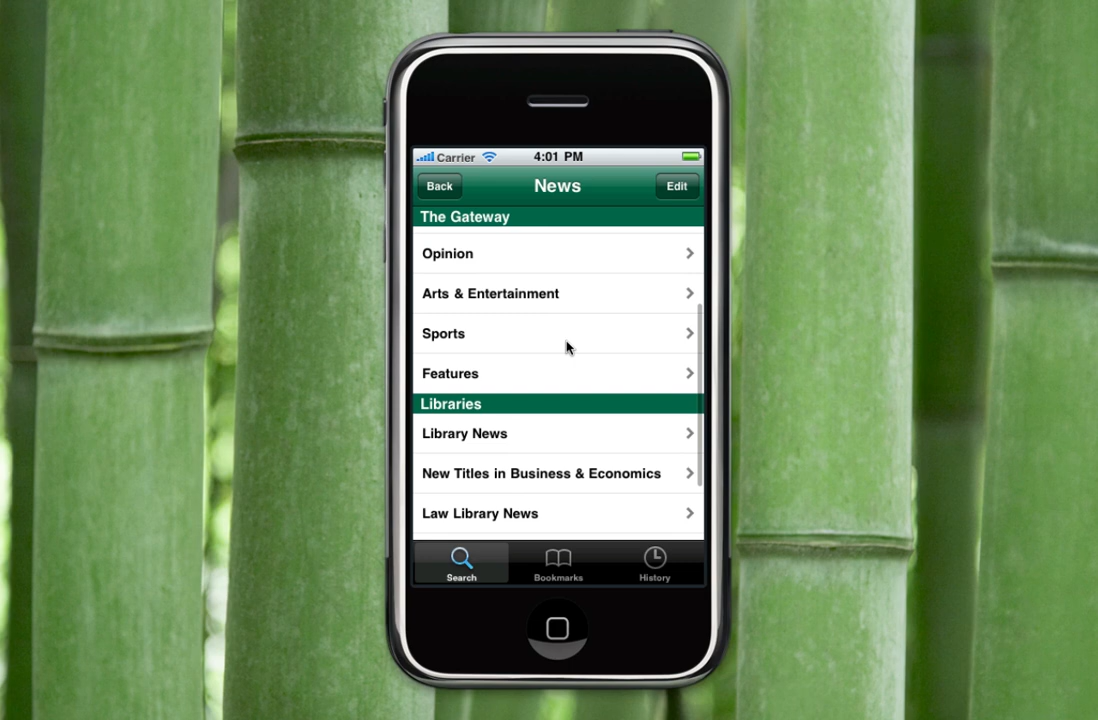 Carrier 4:01 PM
Back News Edit
The Gateway
Opinion
Arts & Entertainment
Sports
Features
Libraries
Library News
New Titles in Business & Economics
Law Library News
Search Bookmarks History